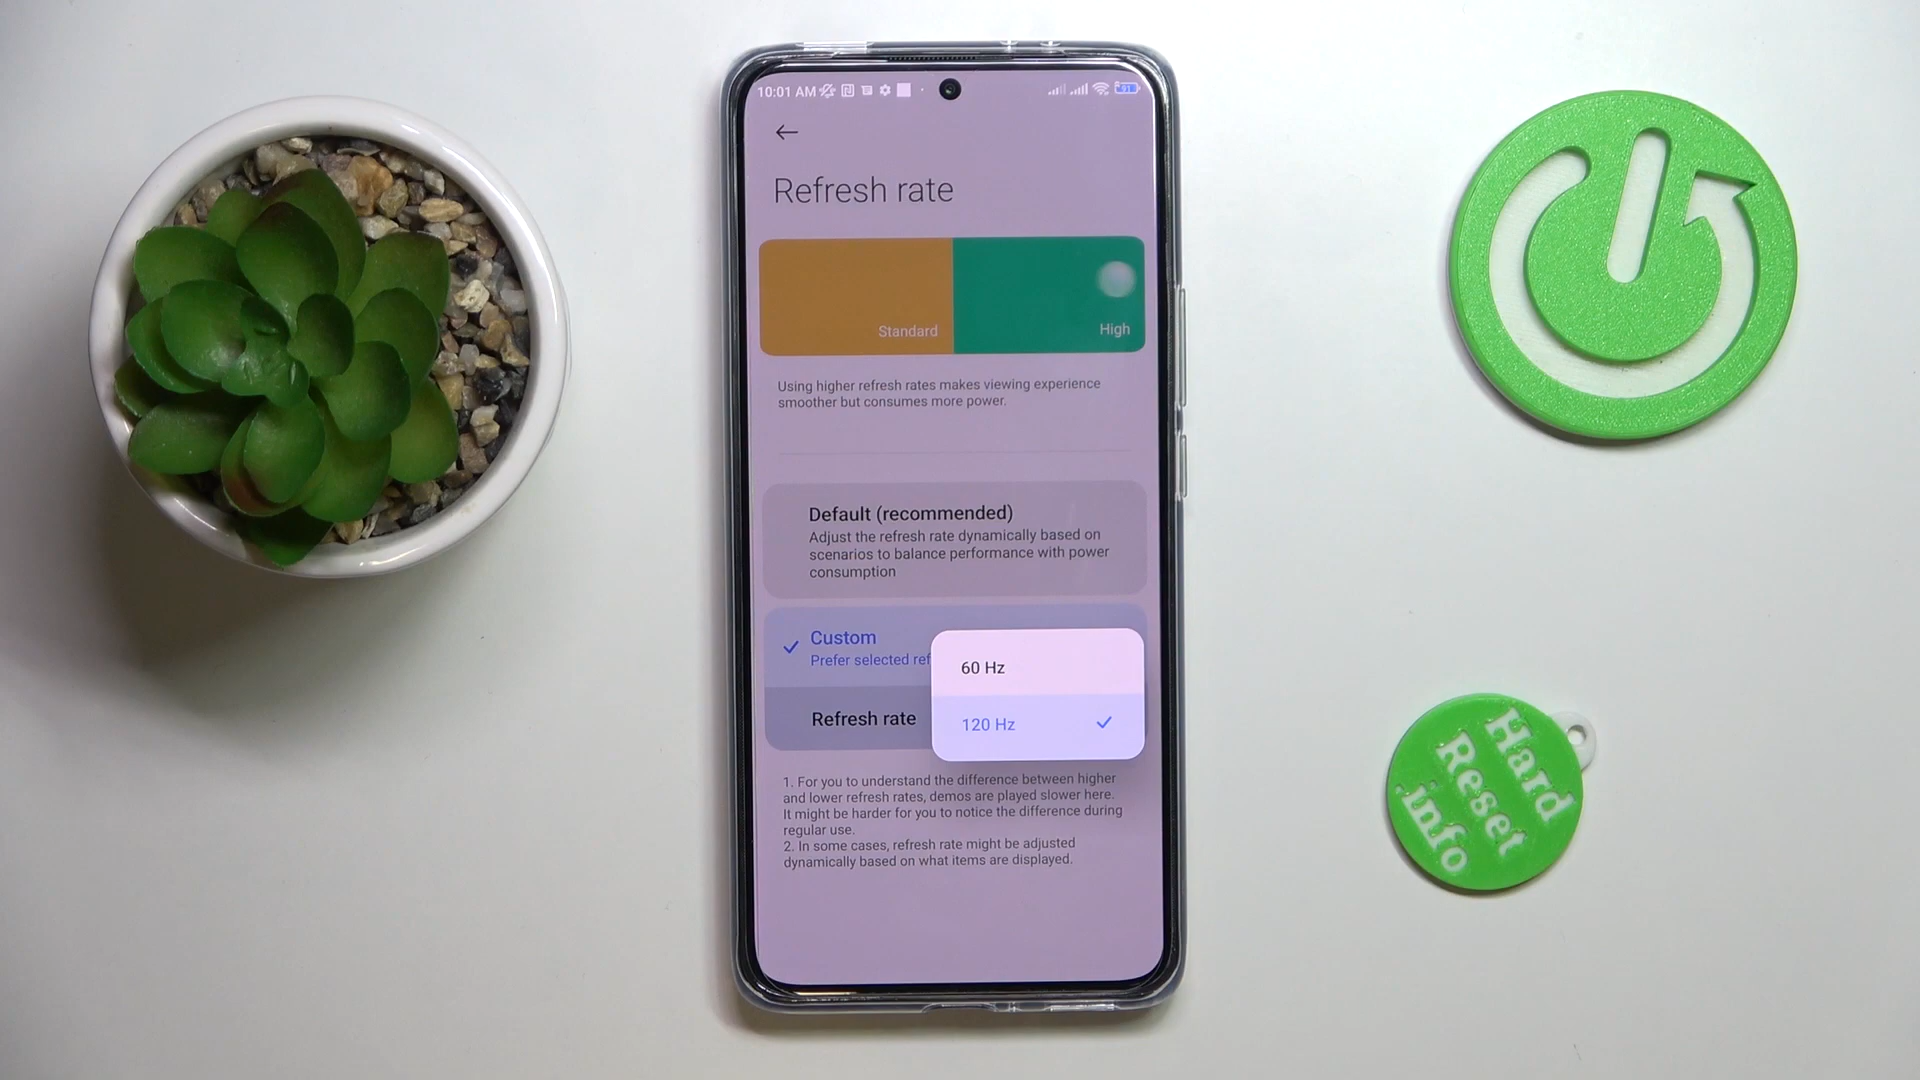 10:01 AM
91
Refresh rate
Standard
High
Using higher refresh rates makes viewing experience
smoother but consumes more power.
Default (recommended)
Adjust the refresh rate dynamically based on
scenarios to balance performance with power
consumption
Custom
Prefer selected ref
60 Hz
Refresh rate
120 Hz
1. For you to understand the difference between higher
and lower refresh rates, demos are played slower here.
It might be harder for you to notice the difference during
regular use.
2. In some cases, refresh rate might be adjusted
dynamically based on what items are displayed.
Hard
Reset
.info